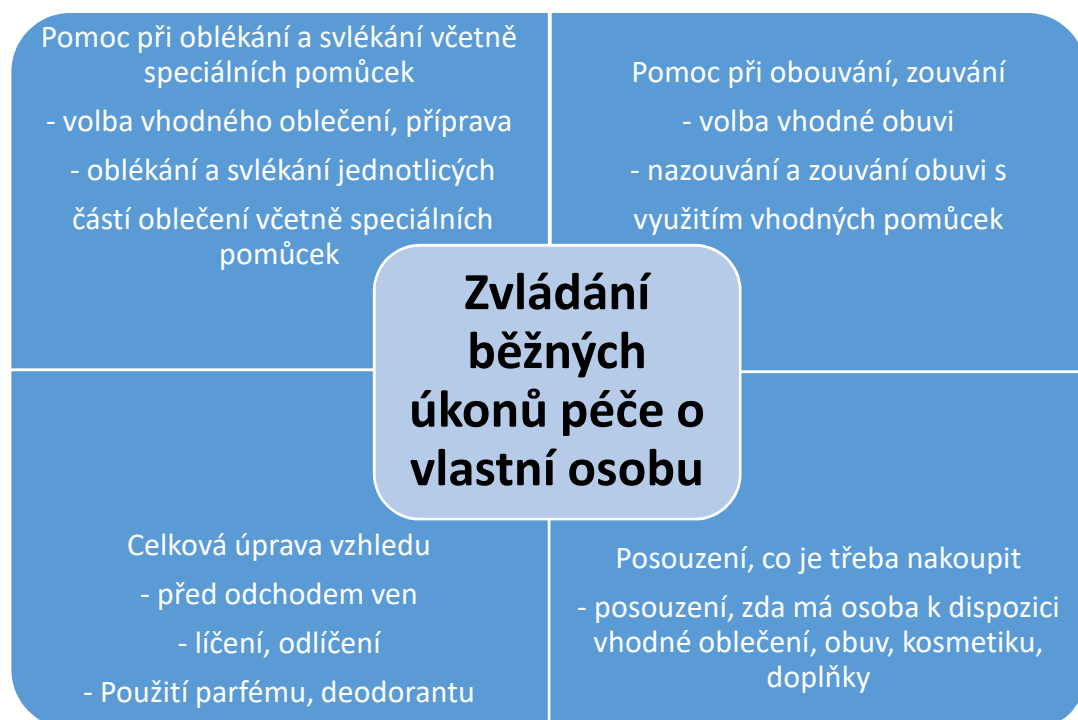 Pomoc při oblékání a svlékání včetně
speciálních pomůcek
- volba vhodného oblečení, příprava
- oblékání a svlékání jednotlicých
částí oblečení včetně speciálních
pomůcek
Pomoc při obouvání, zouvání
- volba vhodné obuvi
- nazouvání a zouvání obuvi s
využitím vhodných pomůcek
Zvládání
běžných
úkonů péče o
vlastní osobu
Celková úprava vzhledu
- před odchodem ven
- líčení, odlíčení
- Použití parfému, deodorantu
Posouzení, co je třeba nakoupit
- posouzení, zda má osoba k dispozici
vhodné oblečení, obuv, kosmetiku,
doplňky